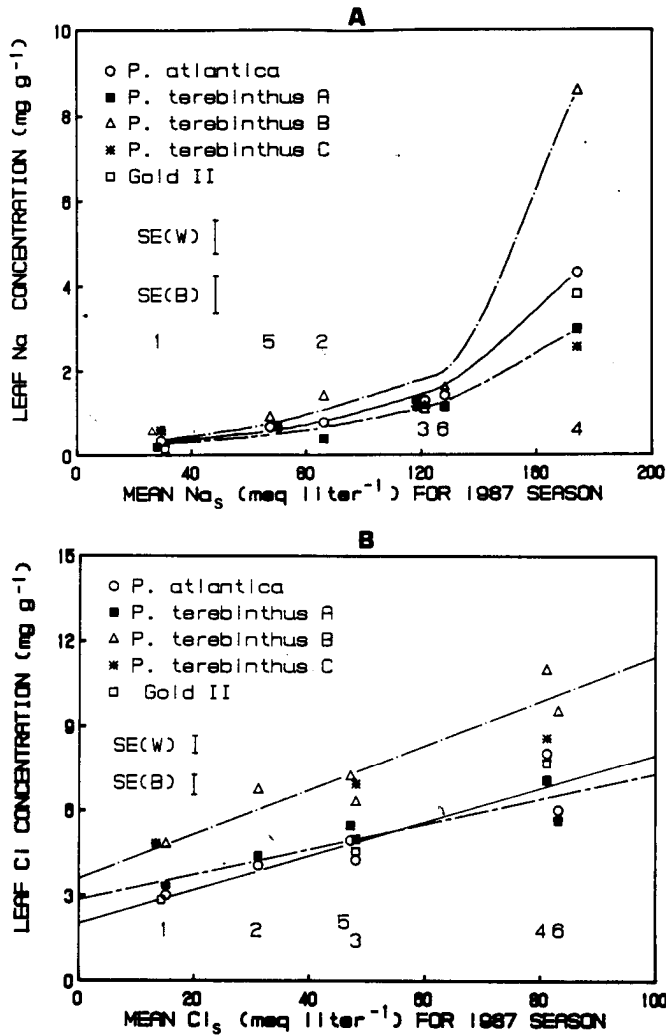 A
10
8
6
4
2
0
LEAF Na CONCENTRATION (mg g⁻¹)
P. atlantica
P. terebinthus A
P. terebinthus B
P. terebinthus C
Gold II
SE(W)
SE(B)
1 5 2 3 6 4
0 40 80 120 160 200
MEAN Naₛ (meq liter⁻¹) FOR 1987 SEASON
B
15
12
9
6
3
0
LEAF Cl CONCENTRATION (mg g⁻¹)
P. atlantica
P. terebinthus A
P. terebinthus B
P. terebinthus C
Gold II
SE(W)
SE(B)
1 2 5 3 4 6
0 20 40 60 80 100
MEAN Clₛ (meq liter⁻¹) FOR 1987 SEASON